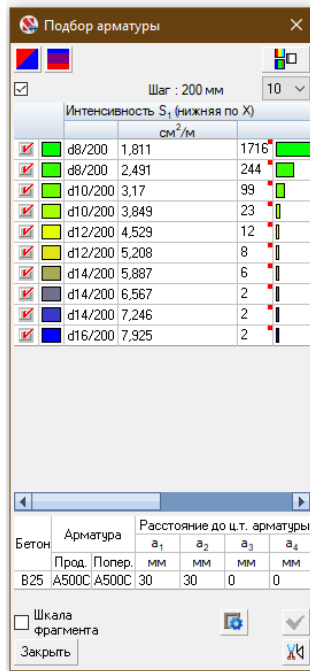 Подбор арматуры
Шаг : 200 мм
10
Интенсивность S1 (нижняя по X)
см2/м
d8/200 1,811 1716
d8/200 2,491 244
d10/200 3,17 99
d10/200 3,849 23
d12/200 4,529 12
d12/200 5,208 8
d14/200 5,887 6
d14/200 6,567 2
d14/200 7,246 2
d16/200 7,925 2
Бетон Арматура Расстояние до ц.т. арматуры
a1 a2 a3 a4
Прод. Попер. мм мм мм мм
B25 A500C A500C 30 30 0 0
Шкала
фрагмента
Закрыть